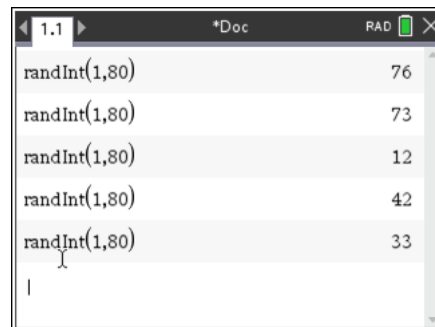 1.1 *Doc RAD
randInt(1,80) 76
randInt(1,80) 73
randInt(1,80) 12
randInt(1,80) 42
randInt(1,80) 33